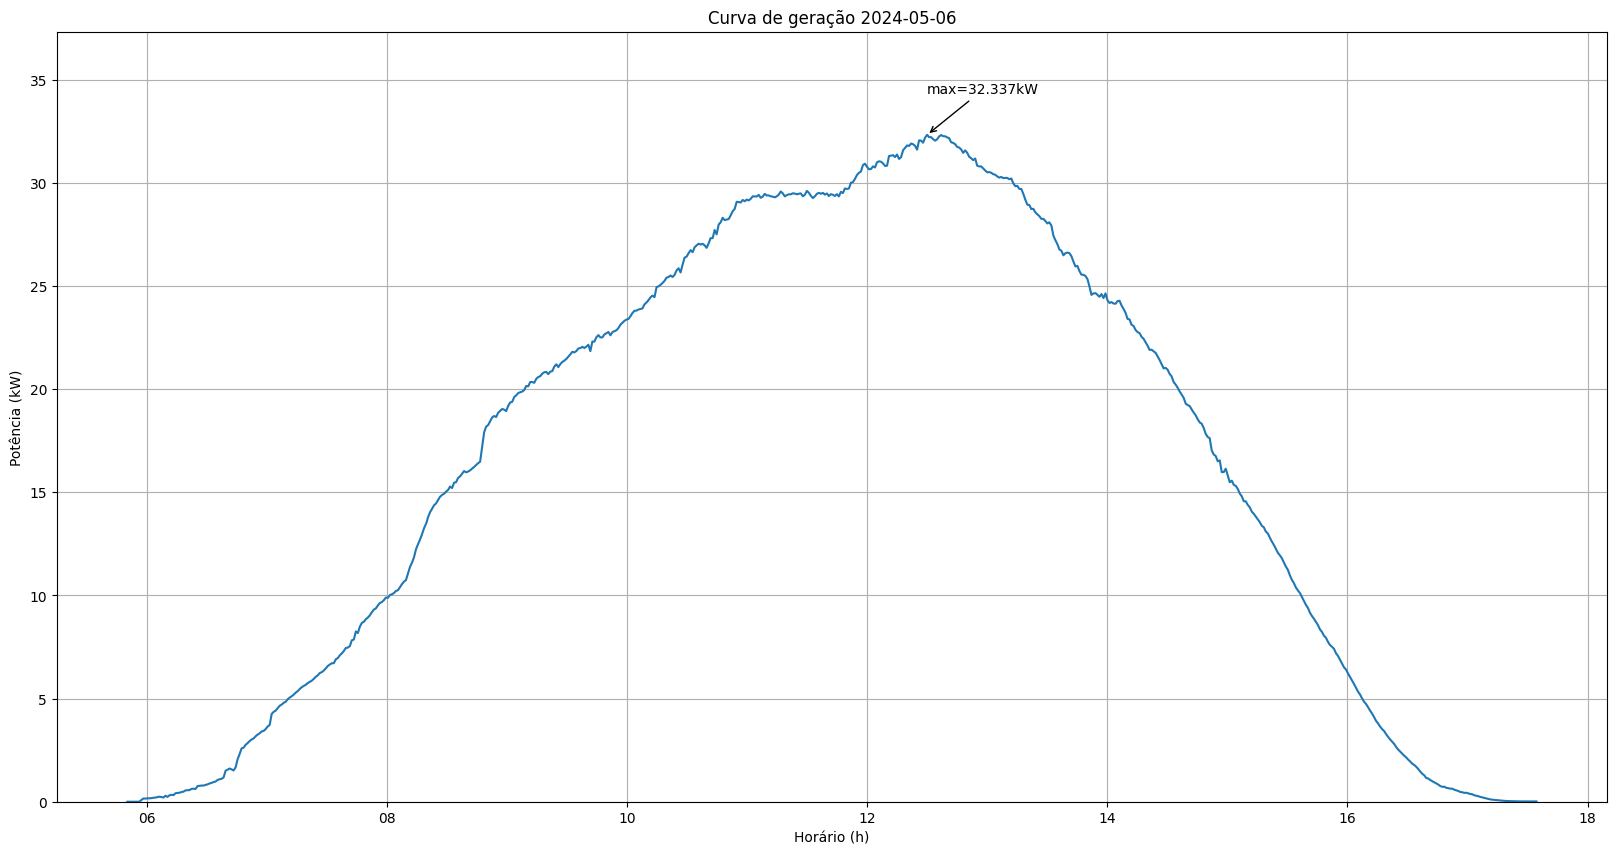 Curva de geração 2024-05-06
max=32.337kW
Potência (kW)
35
30
25
20
15
10
5
0
06 08 10 12 14 16 18
Horário (h)